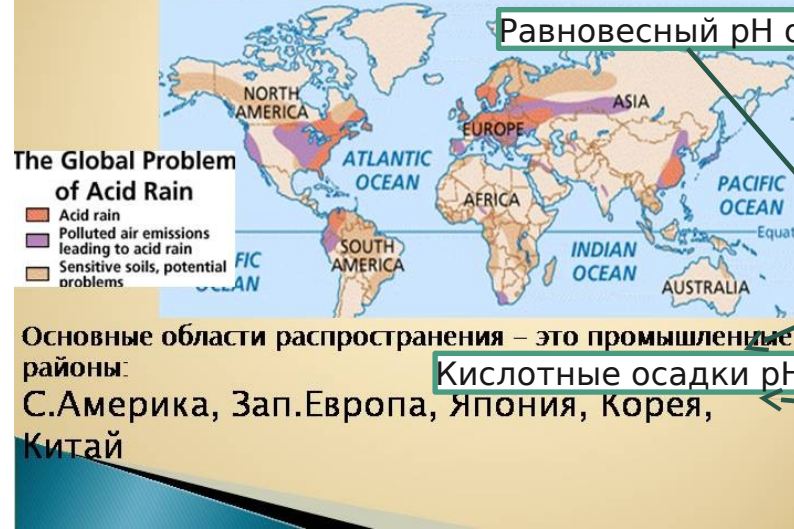 Равновесный pH
NORTH
AMERICA
ASIA
EUROPE
The Global Problem
of Acid Rain
Acid rain
Polluted air emissions
leading to acid rain
Sensitive soils, potential
problems
ATLANTIC
OCEAN
AFRICA
PACIFIC
OCEAN
SOUTH
AMERICA
INDIAN
OCEAN
AUSTRALIA
Основные области распространения – это промышленные
районы:
Кислотные осадки pH
С.Америка, Зап.Европа, Япония, Корея,
Китай